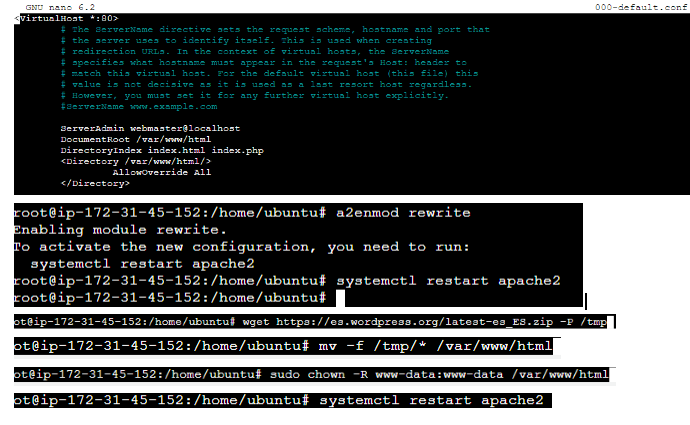 GNU nano 6.2 000-default.conf
<VirtualHost *:80>
# The ServerName directive sets the request scheme, hostname and port that
# the server uses to identify itself. This is used when creating
# redirection URLs. In the context of virtual hosts, the ServerName
# specifies what hostname must appear in the request's Host: header to
# match this virtual host. For the default virtual host (this file) this
# value is not decisive as it is used as a last resort host regardless.
# However, you must set it for any further virtual host explicitly.
#ServerName www.example.com
ServerAdmin webmaster@localhost
DocumentRoot /var/www/html
DirectoryIndex index.html index.php
<Directory /var/www/html/>
AllowOverride All
</Directory>
root@ip-172-31-45-152:/home/ubuntu# a2enmod rewrite
Enabling module rewrite.
To activate the new configuration, you need to run:
systemctl restart apache2
root@ip-172-31-45-152:/home/ubuntu# systemctl restart apache2
root@ip-172-31-45-152:/home/ubuntu#
ot@ip-172-31-45-152:/home/ubuntu# wget https://es.wordpress.org/latest-es_ES.zip -P /tmp
ot@ip-172-31-45-152:/home/ubuntu# mv -f /tmp/* /var/www/html
ot@ip-172-31-45-152:/home/ubuntu# sudo chown -R www-data:www-data /var/www/html
ot@ip-172-31-45-152:/home/ubuntu# systemctl restart apache2